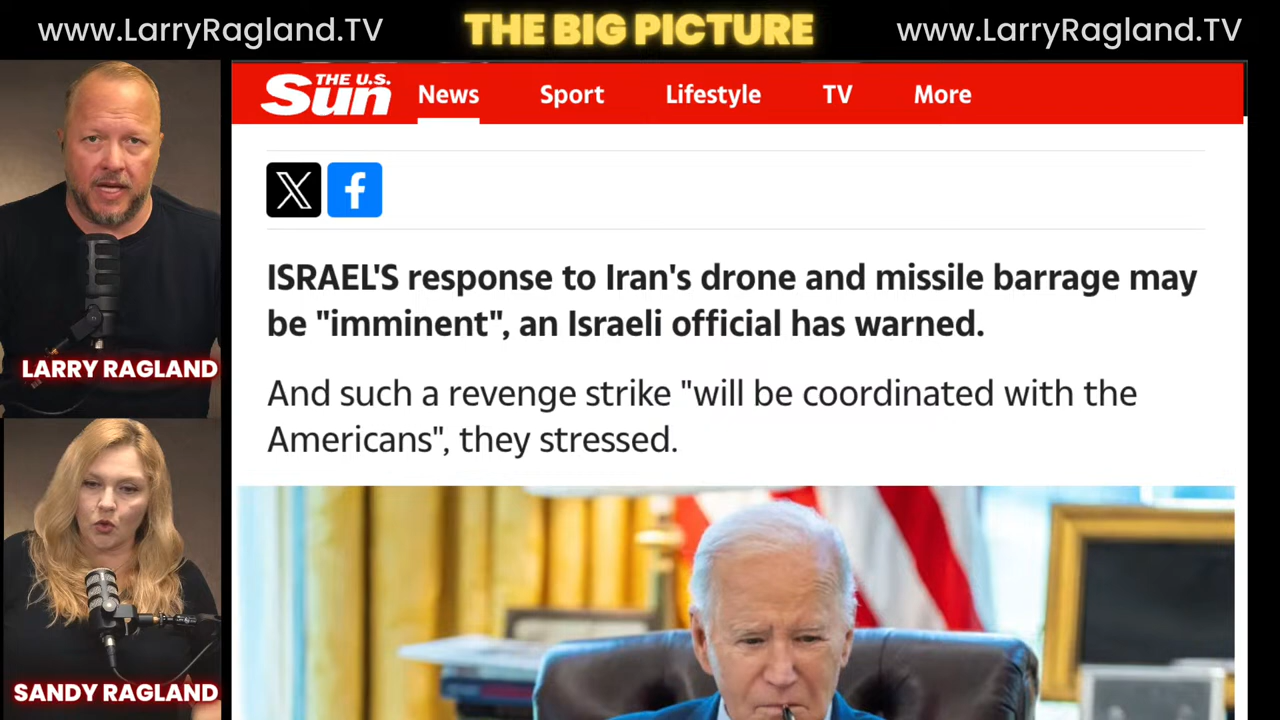 www.LarryRagland.TV
THE BIG PICTURE
www.LarryRagland.TV
THE U.S.
Sun
News
Sport
Lifestyle
TV
More
ISRAEL'S response to Iran's drone and missile barrage may
be "imminent", an Israeli official has warned.
And such a revenge strike "will be coordinated with the
Americans", they stressed.
LARRY RAGLAND
SANDY RAGLAND